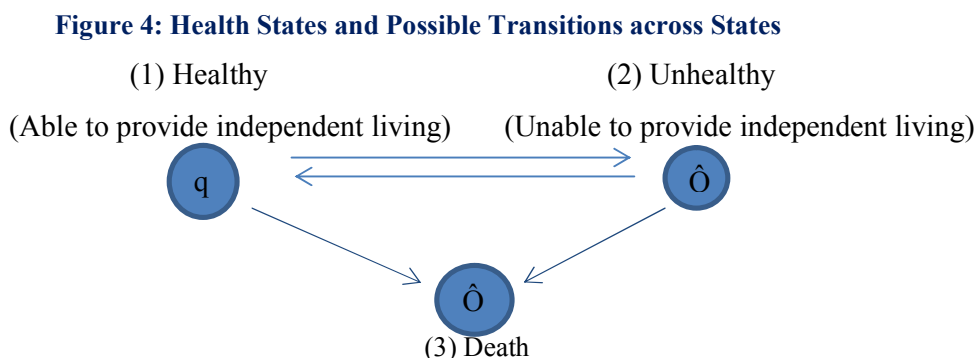 Figure 4: Health States and Possible Transitions across States
(1) Healthy (2) Unhealthy
(Able to provide independent living) (Unable to provide independent living)
q Ô
Ô
(3) Death